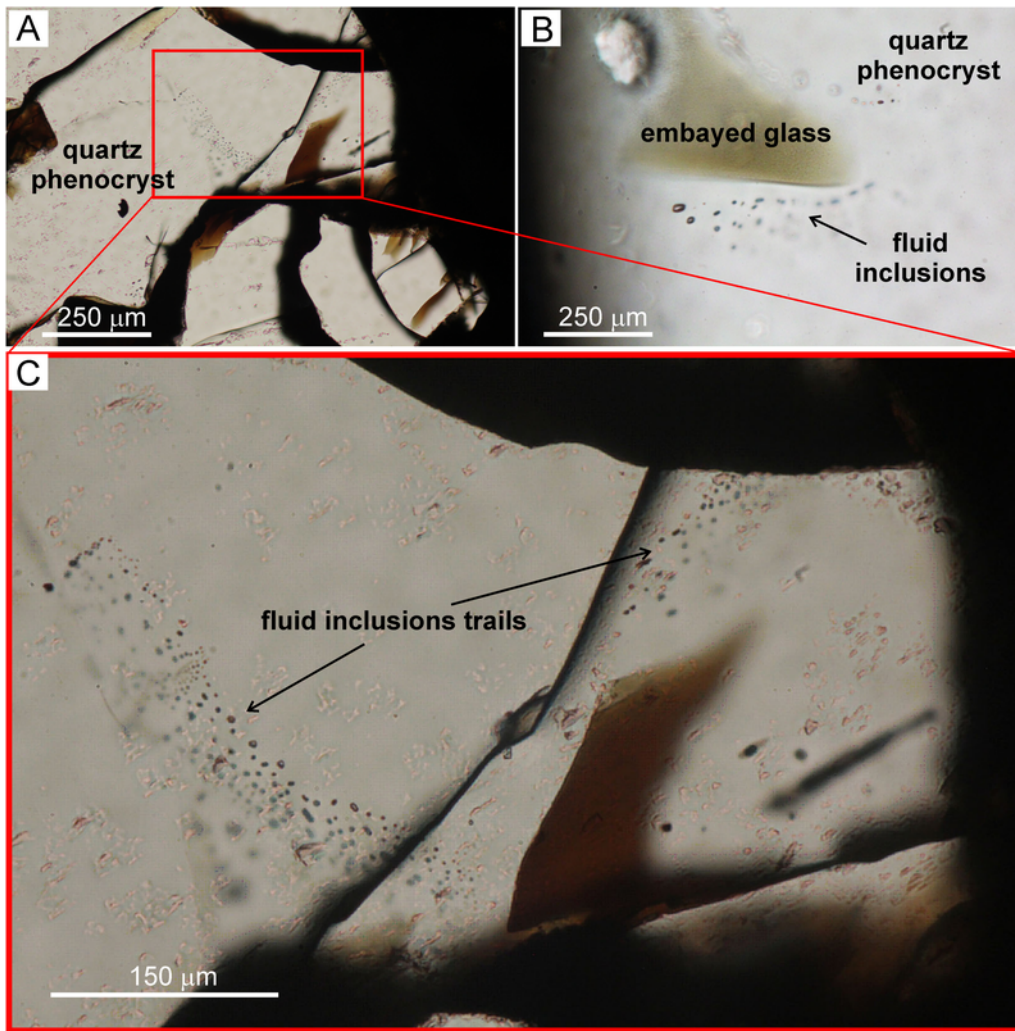 A
quartz
phenocryst
250 μm
B
quartz
phenocryst
embayed glass
fluid
inclusions
250 μm
C
fluid inclusions trails
150 μm